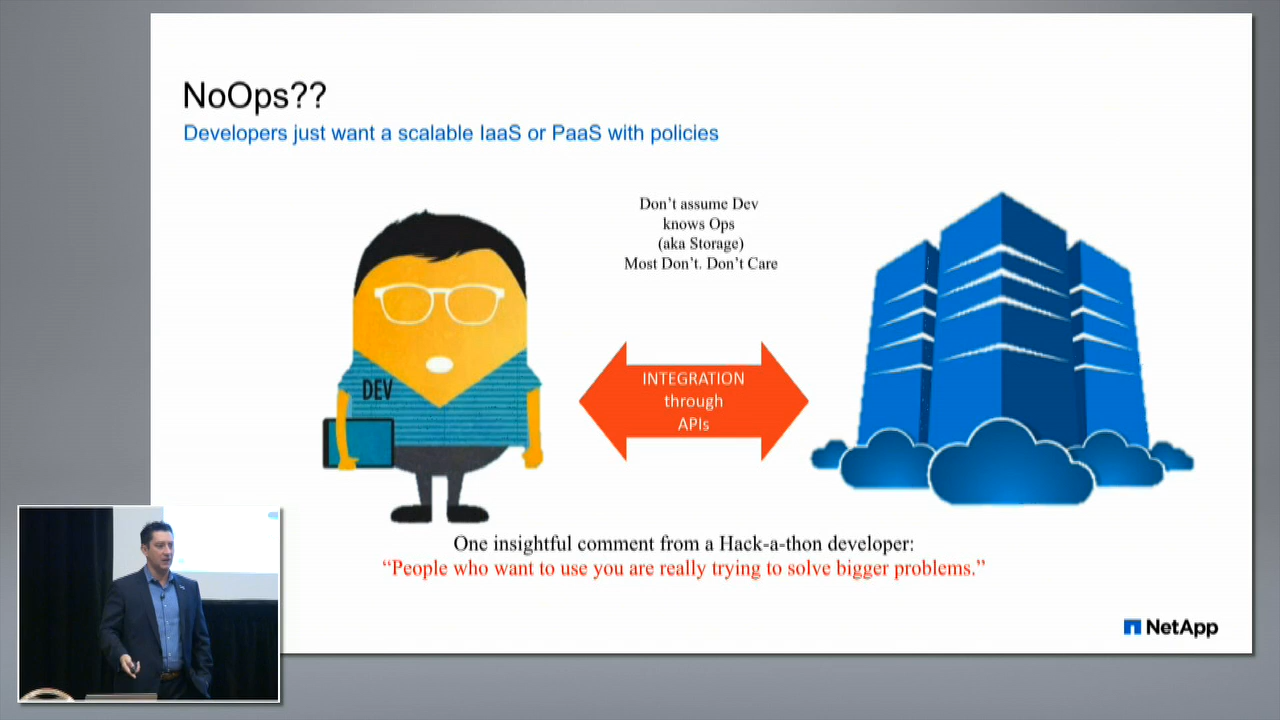 NoOps??
Developers just want a scalable IaaS or PaaS with policies
Don’t assume Dev
knows Ops
(aka Storage)
Most Don’t. Don’t Care
DEV
INTEGRATION
through
APIs
One insightful comment from a Hack-a-thon developer:
“People who want to use you are really trying to solve bigger problems.”
NetApp